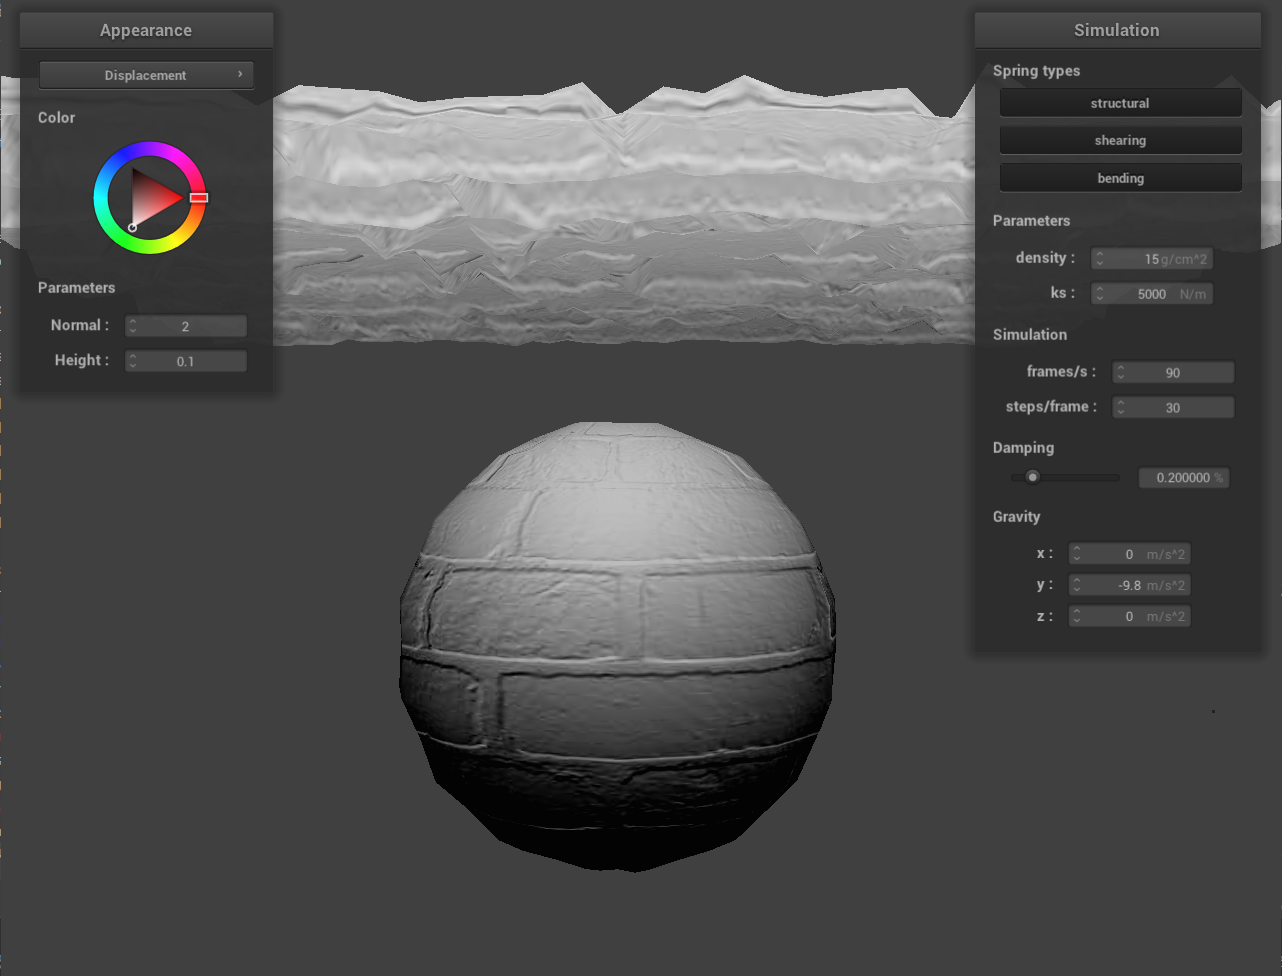 Appearance
Displacement
Color
Parameters
Normal : 2
Height : 0.1
Simulation
Spring types
structural
shearing
bending
Parameters
density : 15 g/cm^2
ks : 5000 N/m
Simulation
frames/s : 90
steps/frame : 30
Damping
0.200000 %
Gravity
x : 0 m/s^2
y : -9.8 m/s^2
z : 0 m/s^2